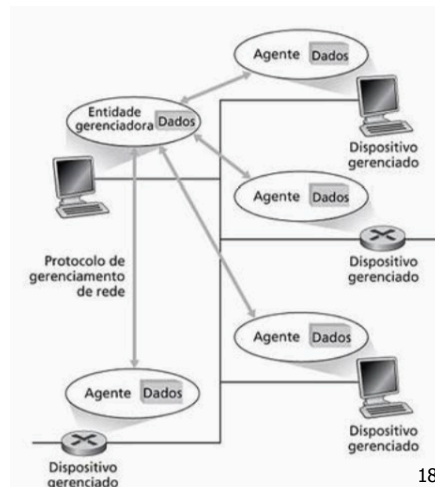 Agente Dados
Entidade
gerenciadora Dados
Dispositivo
gerenciado
Agente Dados
Protocolo de
gerenciamento
de rede
Dispositivo
gerenciado
Agente Dados
Agente Dados
Dispositivo
gerenciado
Dispositivo
gerenciado
18